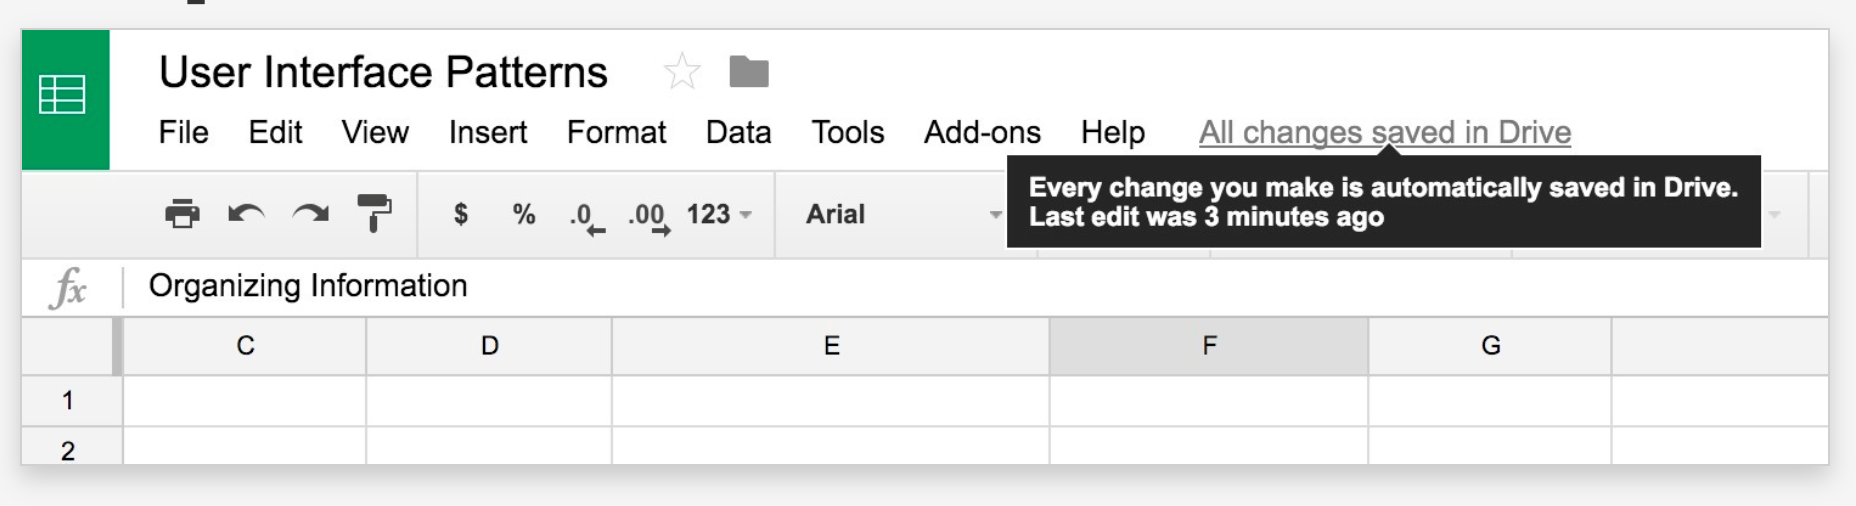 User Interface Patterns
File Edit View Insert Format Data Tools Add-ons Help All changes saved in Drive
Every change you make is automatically saved in Drive.
Last edit was 3 minutes ago
$ % .0 .00 123 Arial
fx Organizing Information
C D E F G
1
2